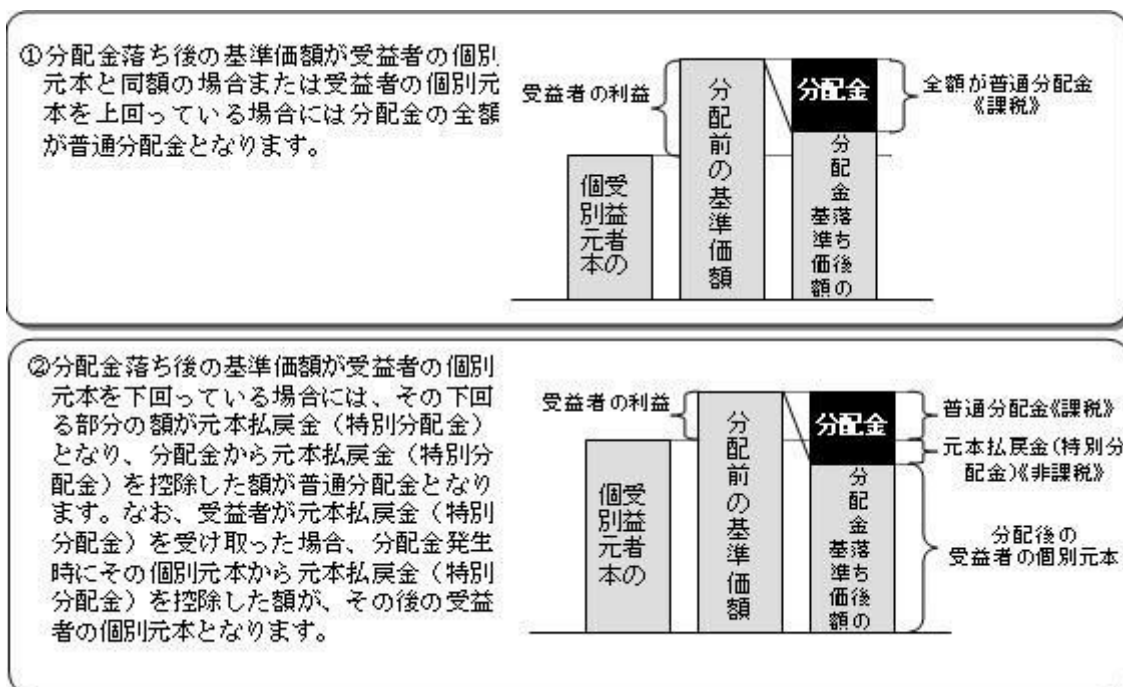 ①分配金落ち後の基準価額が受益者の個別
元本と同額の場合または受益者の個別元
本を上回っている場合には分配金の全額
が普通分配金となります。
受益者の利益
受益者の
個別元本
分配前の基準価額
分配金
分配金落ち後の
基準価額
全額が普通分配金
《課税》
②分配金落ち後の基準価額が受益者の個別
元本を下回っている場合には、その下回
る部分の額が元本払戻金（特別分配金）
となり、分配金から元本払戻金（特別分
配金）を控除した額が普通分配金となり
ます。なお、受益者が元本払戻金（特別
分配金）を受け取った場合、分配金発生
時にその個別元本から元本払戻金（特別
分配金）を控除した額が、その後の受益
者の個別元本となります。
受益者の利益
受益者の
個別元本
分配前の基準価額
分配金
分配金落ち後の
基準価額
普通分配金《課税》
元本払戻金(特別分
配金)《非課税》
分配後の
受益者の個別元本